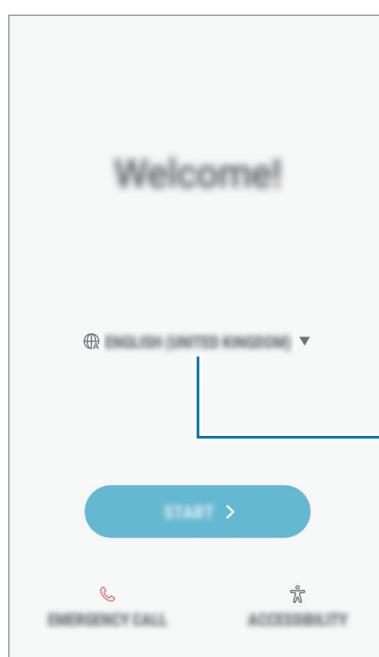 Welcome!
ENGLISH (UNITED KINGDOM)
START
EMERGENCY CALL
ACCESSIBILITY